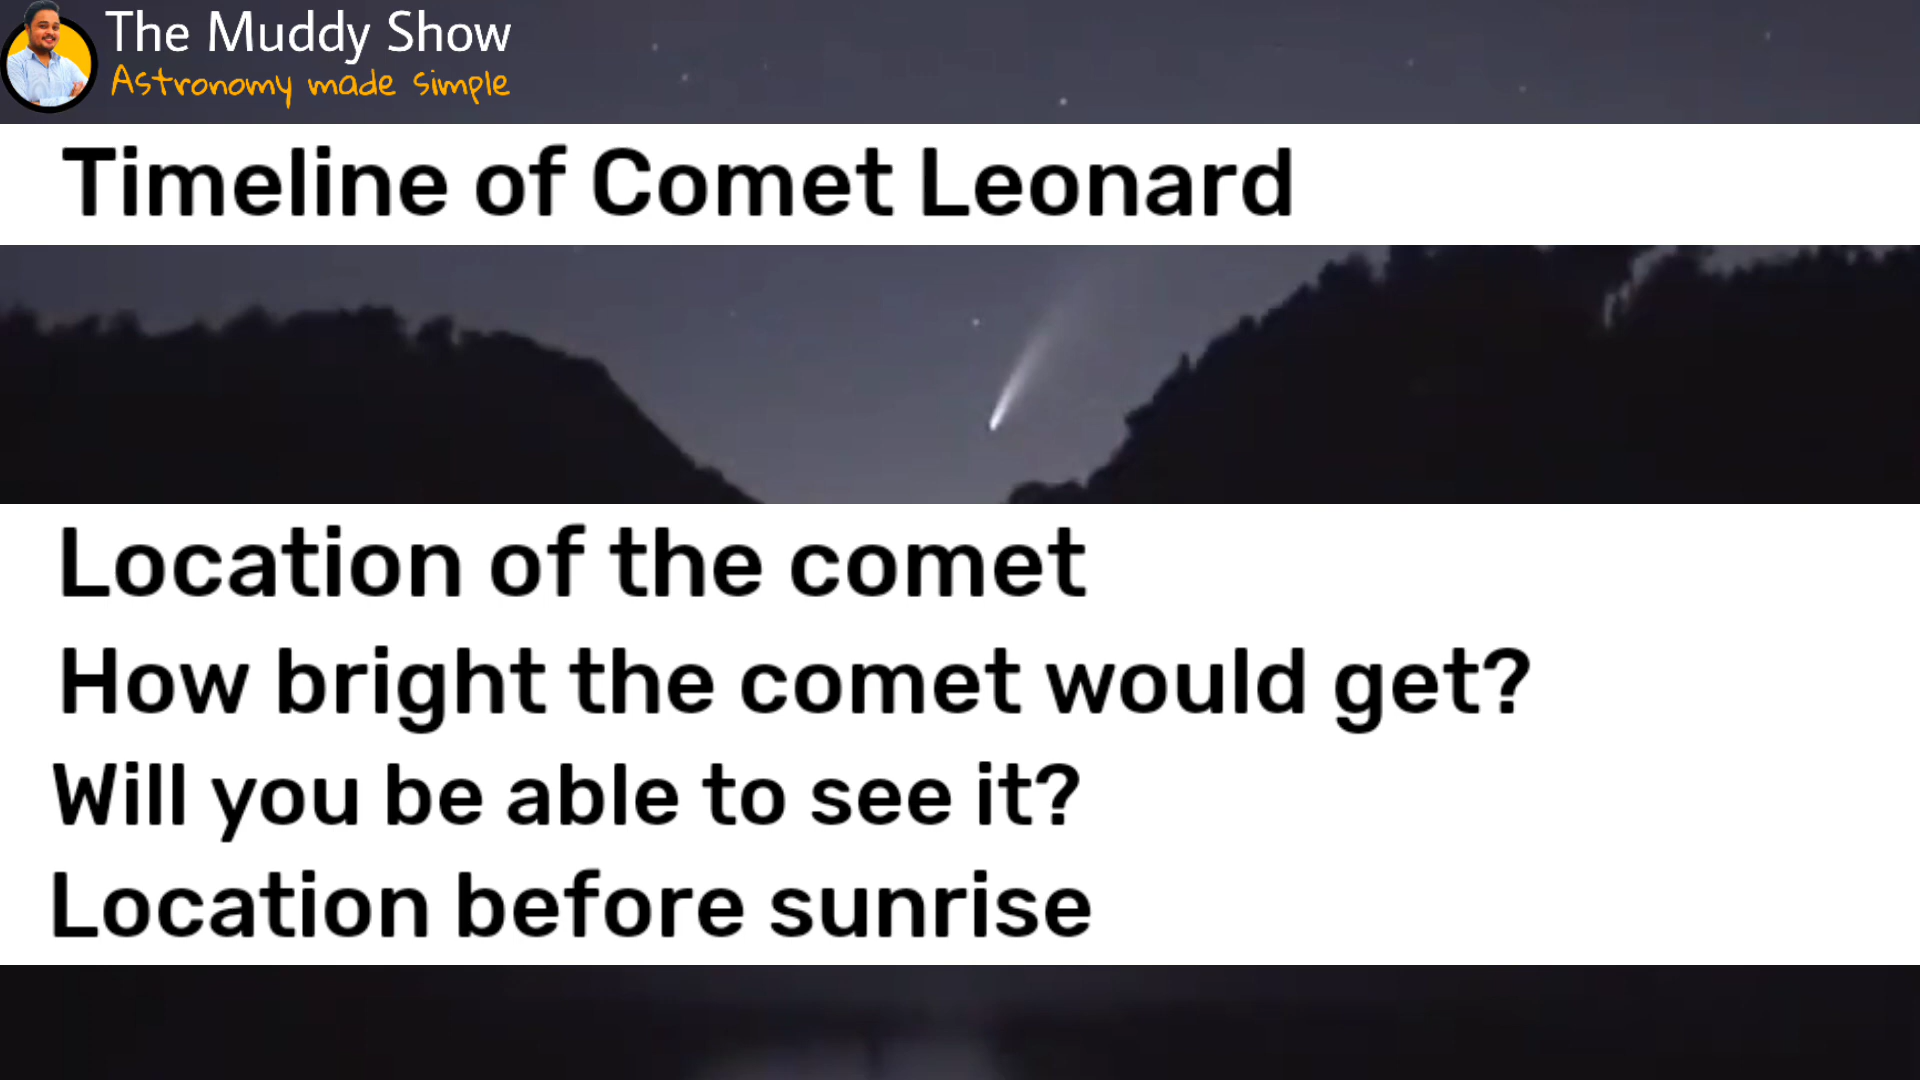 The Muddy Show
Astronomy made simple
Timeline of Comet Leonard
Location of the comet
How bright the comet would get?
Will you be able to see it?
Location before sunrise